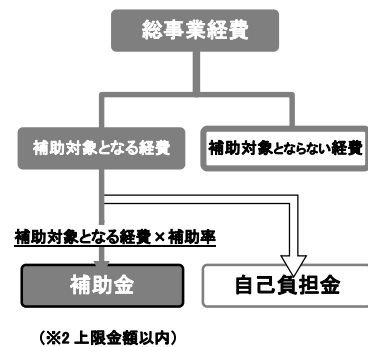 総事業経費
補助対象となる経費
補助対象とならない経費
補助対象となる経費×補助率
補助金
自己負担金
(※2 上限金額以内)